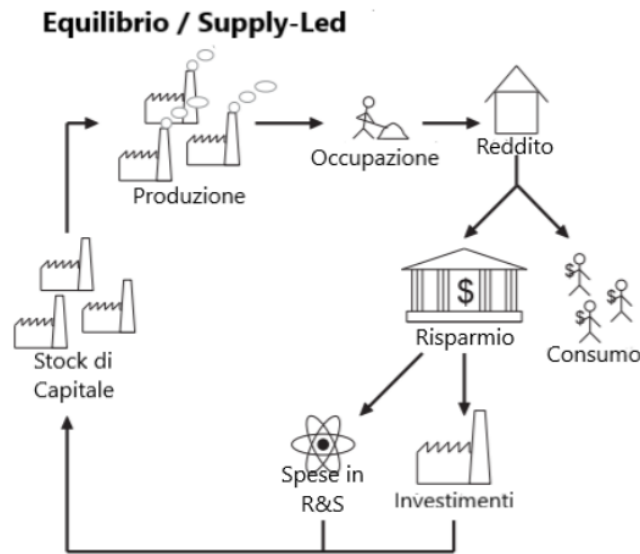 Equilibrio / Supply-Led
Produzione
Occupazione
Reddito
Stock di
Capitale
$
Risparmio
$
$
$
Consumo
Spese in
R&S
Investimenti